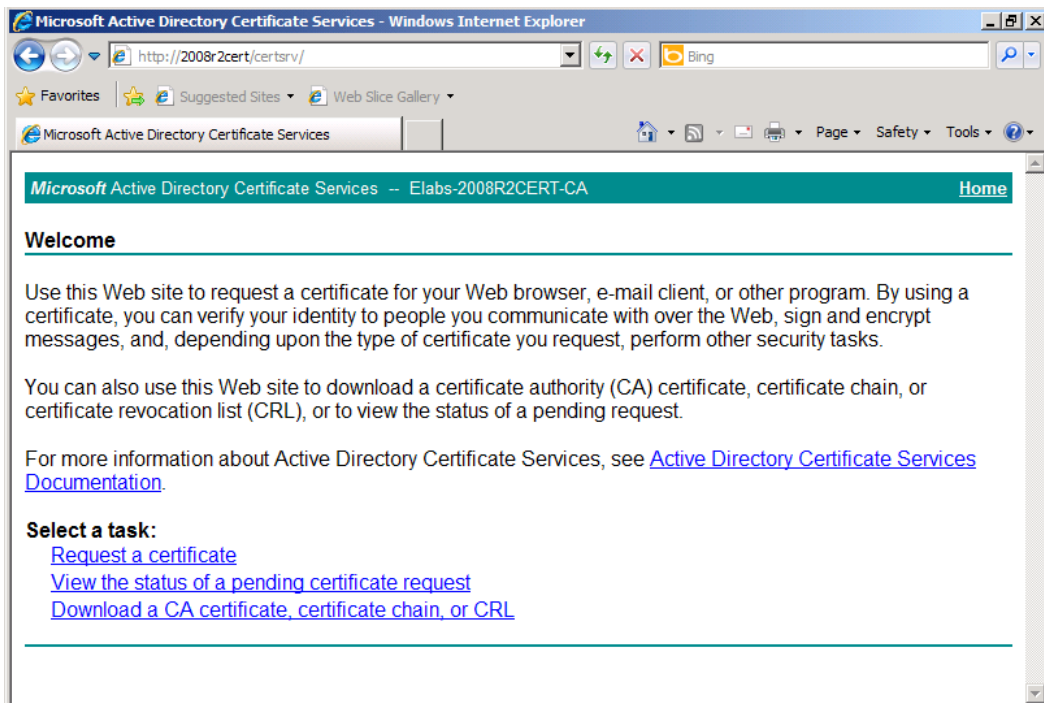 Microsoft Active Directory Certificate Services - Windows Internet Explorer
http://2008r2cert/certsrv/
Bing
Favorites Suggested Sites Web Slice Gallery
Microsoft Active Directory Certificate Services Page Safety Tools
Microsoft Active Directory Certificate Services -- Elabs-2008R2CERT-CA Home
Welcome
Use this Web site to request a certificate for your Web browser, e-mail client, or other program. By using a
certificate, you can verify your identity to people you communicate with over the Web, sign and encrypt
messages, and, depending upon the type of certificate you request, perform other security tasks.
You can also use this Web site to download a certificate authority (CA) certificate, certificate chain, or
certificate revocation list (CRL), or to view the status of a pending request.
For more information about Active Directory Certificate Services, see Active Directory Certificate Services
Documentation.
Select a task:
Request a certificate
View the status of a pending certificate request
Download a CA certificate, certificate chain, or CRL